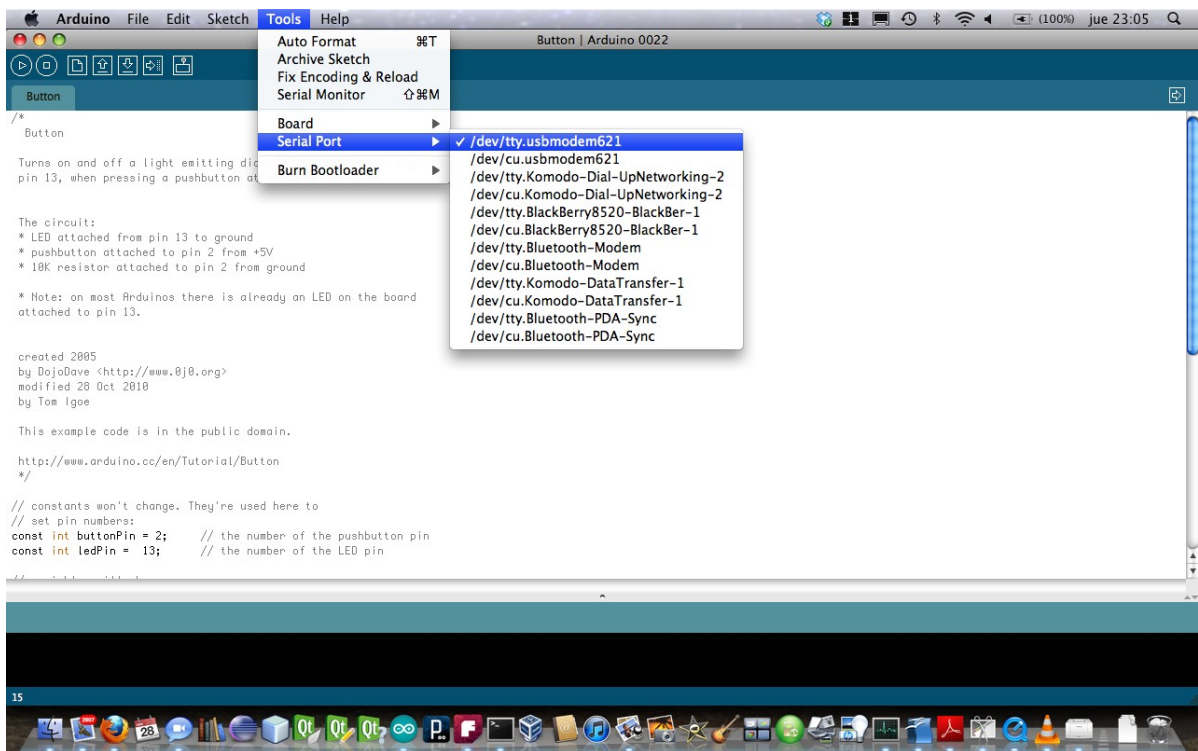 Arduino File Edit Sketch Tools Help (100%) jue 23:05
Button | Arduino 0022
Auto Format ⌘T
Archive Sketch
Fix Encoding & Reload
Serial Monitor ⇧⌘M
Board
Serial Port
Burn Bootloader
✓ /dev/tty.usbmodem621
/dev/cu.usbmodem621
/dev/tty.Komodo-Dial-UpNetworking-2
/dev/cu.Komodo-Dial-UpNetworking-2
/dev/tty.BlackBerry8520-BlackBer-1
/dev/cu.BlackBerry8520-BlackBer-1
/dev/tty.Bluetooth-Modem
/dev/cu.Bluetooth-Modem
/dev/tty.Komodo-DataTransfer-1
/dev/cu.Komodo-DataTransfer-1
/dev/tty.Bluetooth-PDA-Sync
/dev/cu.Bluetooth-PDA-Sync
Button
/*
Button
Turns on and off a light emitting
pin 13, when pressing a pushbutton
The circuit:
* LED attached from pin 13 to ground
* pushbutton attached to pin 2 from +5V
* 10K resistor attached to pin 2 from ground
* Note: on most Arduinos there is already an LED on the board
attached to pin 13.
created 2005
by DojoDave <http://www.0j0.org>
modified 28 Oct 2010
by Tom Igoe
This example code is in the public domain.
http://www.arduino.cc/en/Tutorial/Button
*/
// constants won't change. They're used here to
// set pin numbers:
const int buttonPin = 2; // the number of the pushbutton pin
const int ledPin = 13; // the number of the LED pin
15
28
Qt Qt Qt